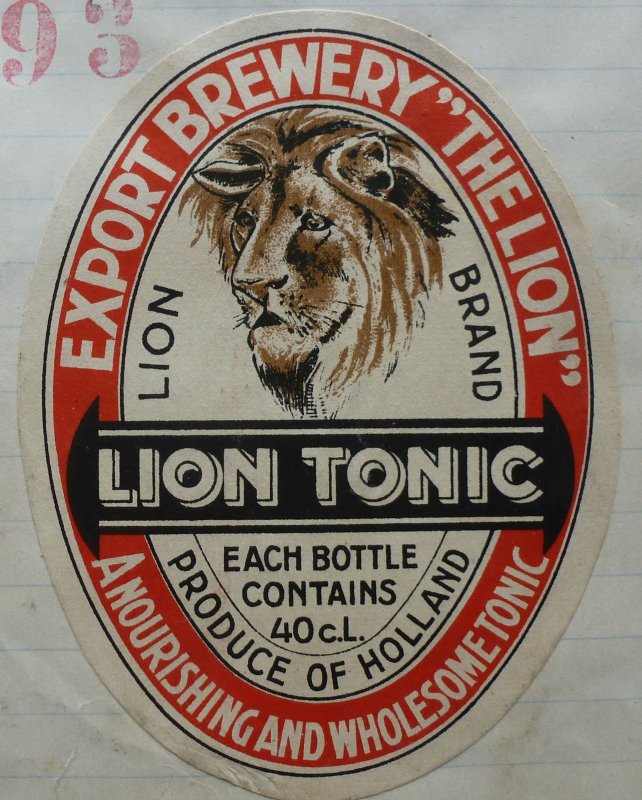 93
EXPORT BREWERY "THE LION"
LION BRAND
LION TONIC
EACH BOTTLE
CONTAINS
40 C.L.
PRODUCE OF HOLLAND
A NOURISHING AND WHOLESOME TONIC